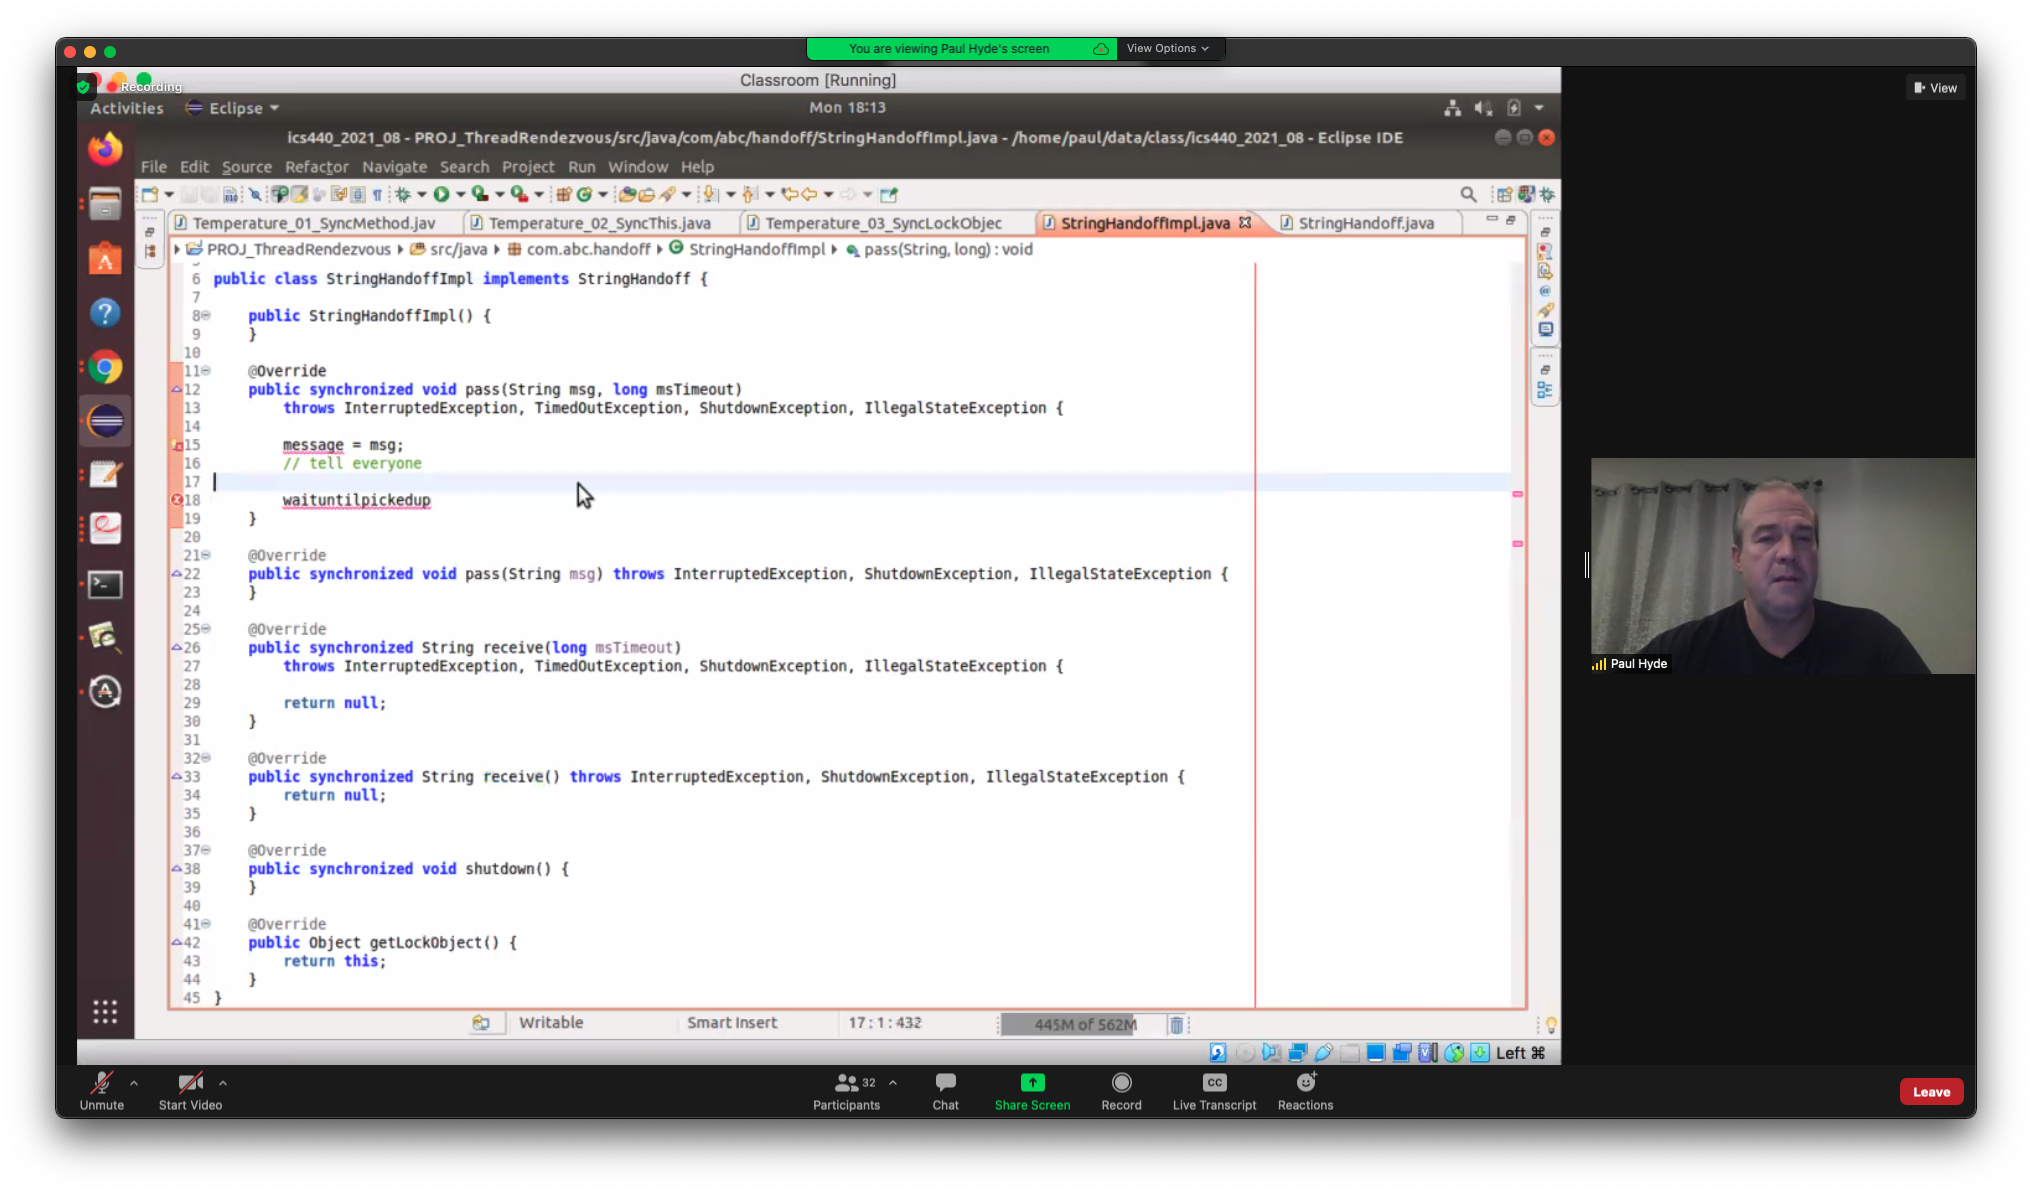 You are viewing Paul Hyde's screen
View Options
Classroom [Running]
Recording
View
Activities
Eclipse
Mon 18:13
ics440_2021_08 - PROJ_ThreadRendezvous/src/java/com/abc/handoff/StringHandoffImpl.java - /home/paul/data/class/ics440_2021_08 - Eclipse IDE
File Edit Source Refactor Navigate Search Project Run Window Help
Temperature_01_SyncMethod.jav
Temperature_02_SyncThis.java
Temperature_03_SyncLockObjec
StringHandoffImpl.java
StringHandoff.java
PROJ_ThreadRendezvous src/java com.abc.handoff StringHandoffImpl pass(String, long) : void
6 public class StringHandoffImpl implements StringHandoff {
7
8 public StringHandoffImpl() {
9 }
10
11 @Override
12 public synchronized void pass(String msg, long msTimeout)
13 throws InterruptedException, TimedOutException, ShutdownException, IllegalStateException {
14
15 message = msg;
16 // tell everyone
17
18 waituntilpickedup
19 }
20
21 @Override
22 public synchronized void pass(String msg) throws InterruptedException, ShutdownException, IllegalStateException {
23 }
24
25 @Override
26 public synchronized String receive(long msTimeout)
27 throws InterruptedException, TimedOutException, ShutdownException, IllegalStateException {
28
29 return null;
30 }
31
32 @Override
33 public synchronized String receive() throws InterruptedException, ShutdownException, IllegalStateException {
34 return null;
35 }
36
37 @Override
38 public synchronized void shutdown() {
39 }
40
41 @Override
42 public Object getLockObject() {
43 return this;
44 }
45 }
Writable
Smart Insert
17 : 1 : 432
445M of 562M
Left ⌘
Paul Hyde
Unmute
Start Video
32
Participants
Chat
Share Screen
Record
CC
Live Transcript
Reactions
Leave